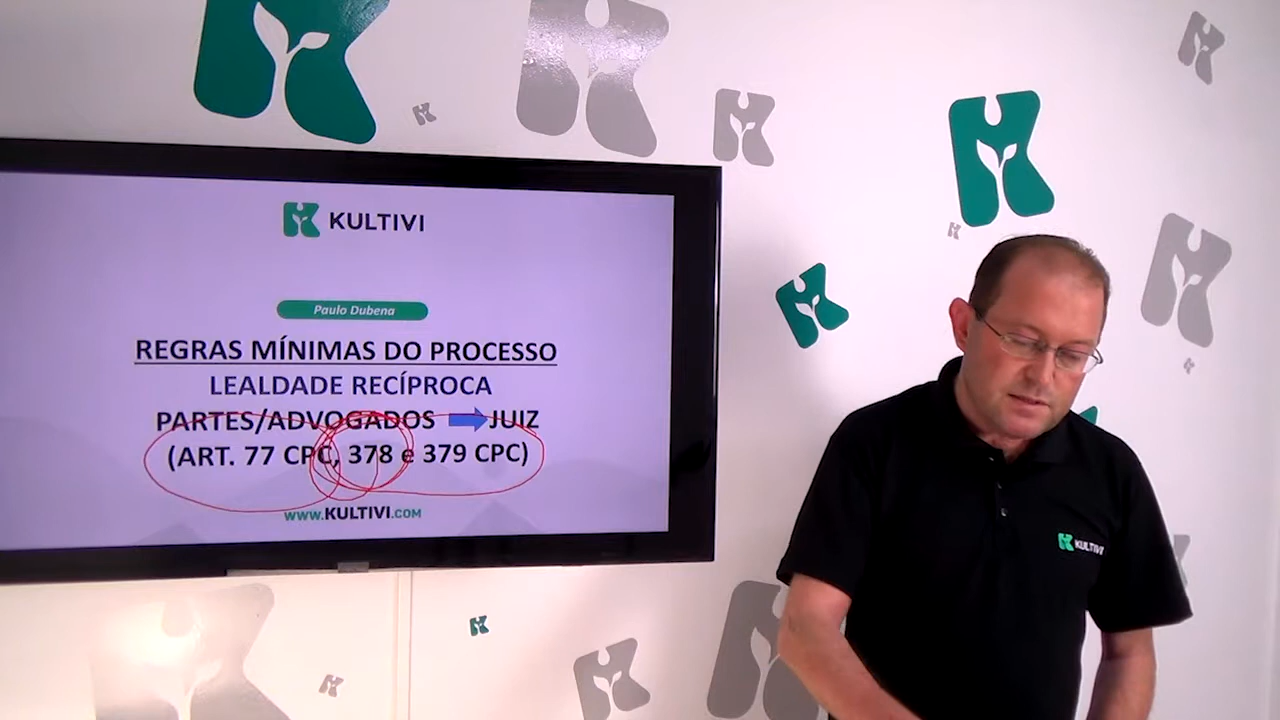 KULTIVI
Paulo Dubena
REGRAS MÍNIMAS DO PROCESSO
LEALDADE RECÍPROCA
PARTES/ADVOGADOS JUIZ
(ART. 77 CPC, 378 e 379 CPC)
WWW.KULTIVI.COM
KULTIVI